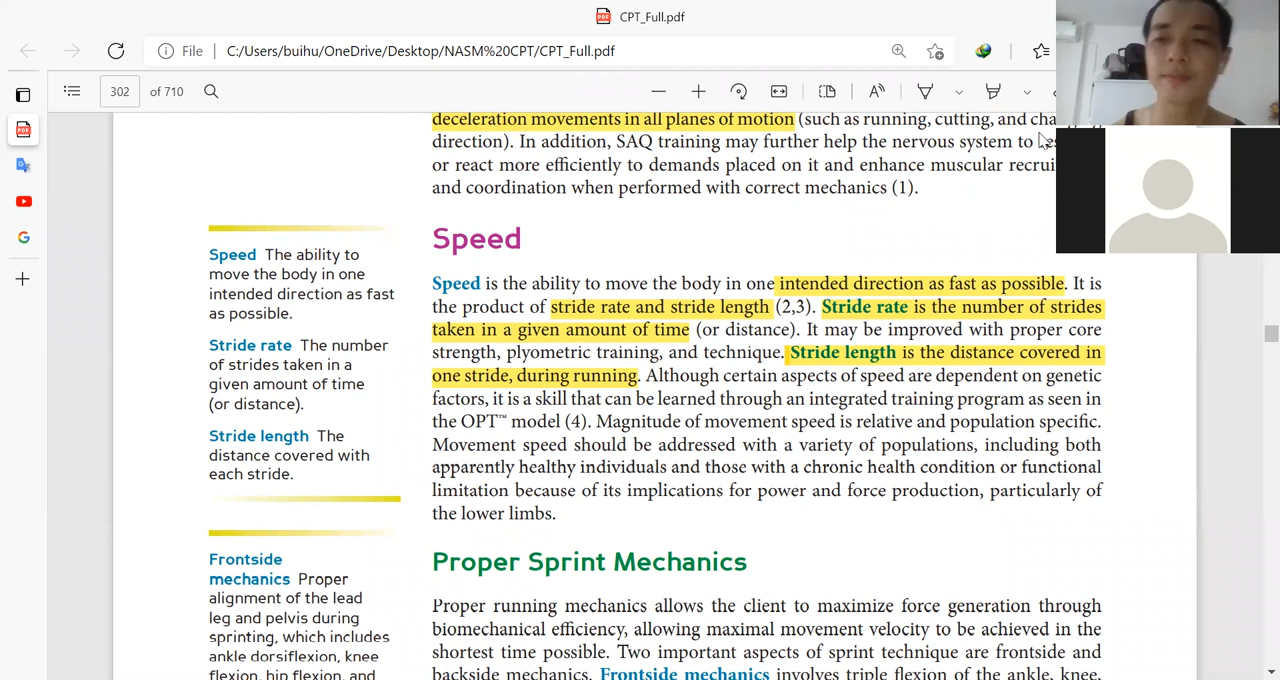 CPT_Full.pdf
File
C:/Users/buihu/OneDrive/Desktop/NASM%20CPT/CPT_Full.pdf
302 of 710
deceleration movements in all planes of motion (such as running, cutting, and
direction). In addition, SAQ training may further help the nervous system to
or react more efficiently to demands placed on it and enhance muscular
and coordination when performed with correct mechanics (1).
Speed
Speed The ability to
move the body in one
intended direction as fast
as possible.
Stride rate The number
of strides taken in a
given amount of time
(or distance).
Stride length The
distance covered with
each stride.
Speed is the ability to move the body in one intended direction as fast as possible. It is
the product of stride rate and stride length (2,3). Stride rate is the number of strides
taken in a given amount of time (or distance). It may be improved with proper core
strength, plyometric training, and technique. Stride length is the distance covered in
one stride, during running. Although certain aspects of speed are dependent on genetic
factors, it is a skill that can be learned through an integrated training program as seen in
the OPT™ model (4). Magnitude of movement speed is relative and population specific.
Movement speed should be addressed with a variety of populations, including both
apparently healthy individuals and those with a chronic health condition or functional
limitation because of its implications for power and force production, particularly of
the lower limbs.
Frontside
mechanics Proper
alignment of the lead
leg and pelvis during
sprinting, which includes
ankle dorsiflexion, knee
flexion, hip flexion, and
Proper Sprint Mechanics
Proper running mechanics allows the client to maximize force generation through
biomechanical efficiency, allowing maximal movement velocity to be achieved in the
shortest time possible. Two important aspects of sprint technique are frontside and
backside mechanics. Frontside mechanics involves triple flexion of the ankle, knee,